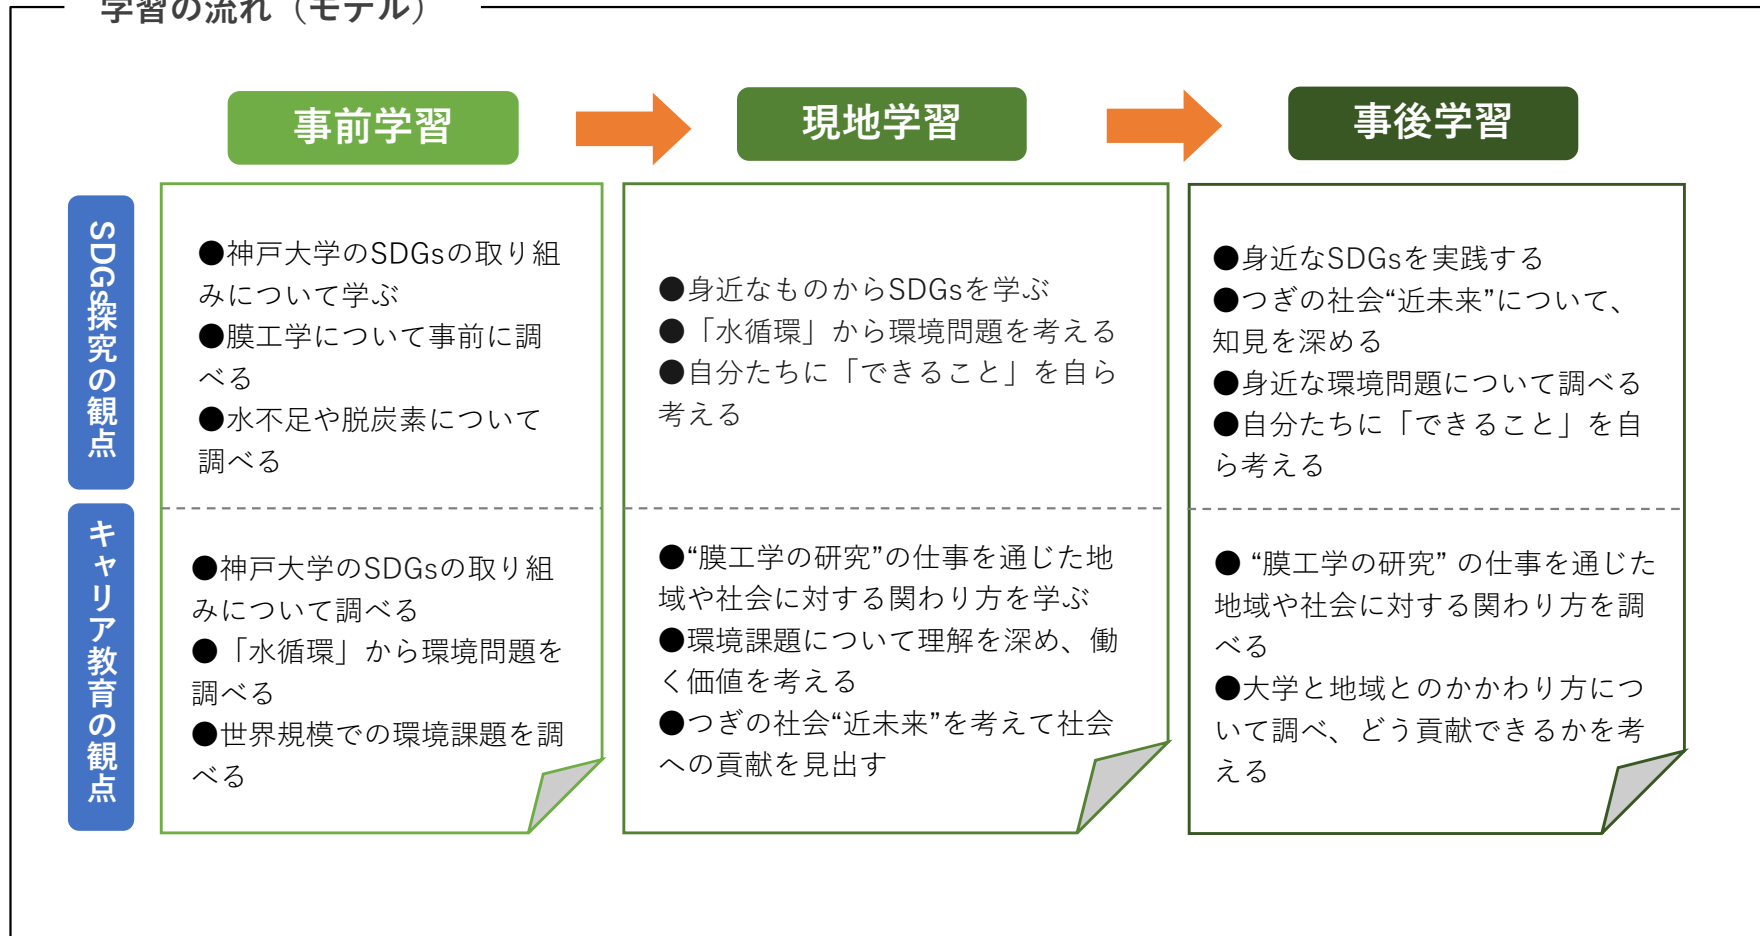 学習の流れ（モデル）
事前学習
現地学習
事後学習
SDGs探究の観点
●神戸大学のSDGsの取り組
みについて学ぶ
●膜工学について事前に調
べる
●水不足や脱炭素について
調べる
●身近なものからSDGsを学ぶ
●「水循環」から環境問題を考える
●自分たちに「できること」を自ら
考える
●身近なSDGsを実践する
●つぎの社会“近未来”について、
知見を深める
●身近な環境問題について調べる
●自分たちに「できること」を自
ら考える
キャリア教育の観点
●神戸大学のSDGsの取り組
みについて調べる
●「水循環」から環境問題を
調べる
●世界規模での環境課題を調
べる
●“膜工学の研究”の仕事を通じた地
域や社会に対する関わり方を学ぶ
●環境課題について理解を深め、働
く価値を考える
●つぎの社会“近未来”を考えて社会
への貢献を見出す
● “膜工学の研究” の仕事を通じた
地域や社会に対する関わり方を調
べる
●大学と地域とのかかわり方につ
いて調べ、どう貢献できるかを考
える